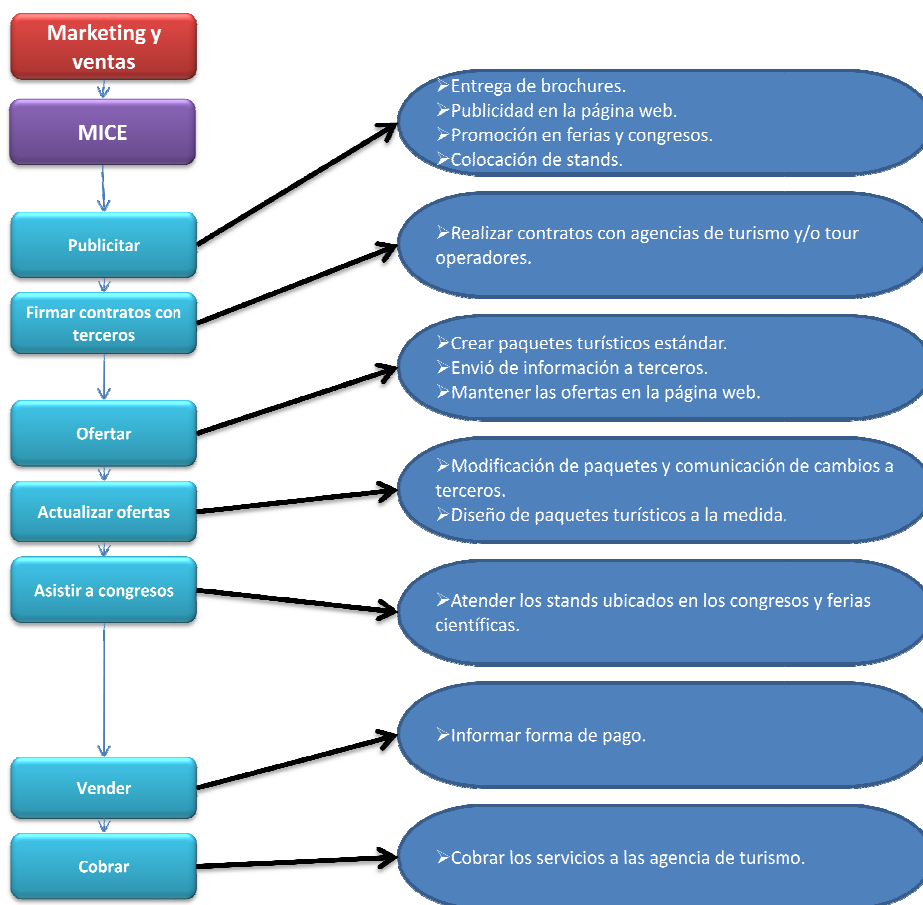 Marketing y
ventas
MICE
Publicitar
➢Entrega de brochures.
➢Publicidad en la página web.
➢Promoción en ferias y congresos.
➢Colocación de stands.
Firmar contratos con
terceros
➢Realizar contratos con agencias de turismo y/o tour
operadores.
Ofertar
➢Crear paquetes turísticos estándar.
➢Envió de información a terceros.
➢Mantener las ofertas en la página web.
Actualizar ofertas
➢Modificación de paquetes y comunicación de cambios a
terceros.
➢Diseño de paquetes turísticos a la medida.
Asistir a congresos
➢Atender los stands ubicados en los congresos y ferias
científicas.
Vender
➢Informar forma de pago.
Cobrar
➢Cobrar los servicios a las agencia de turismo.